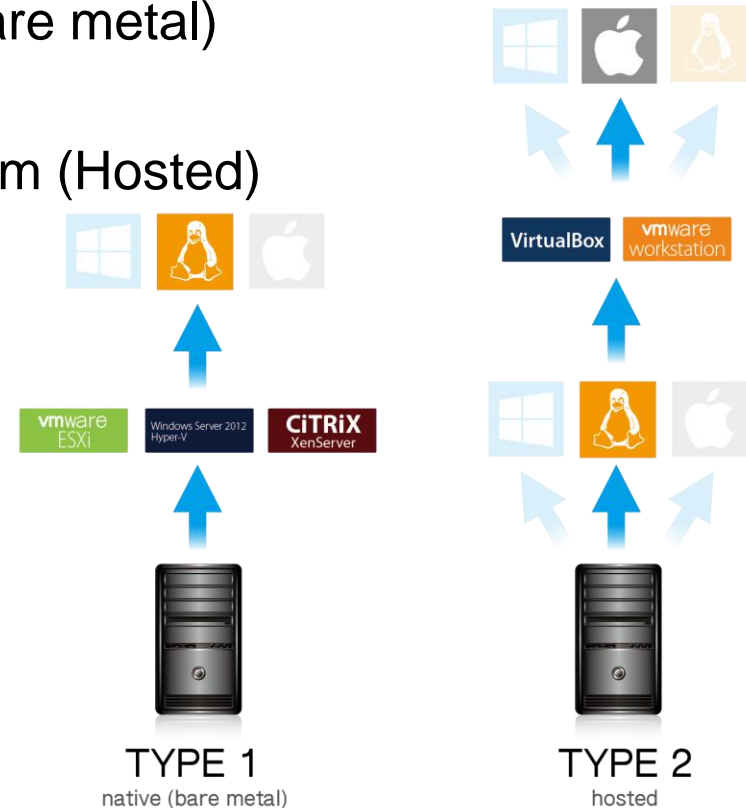 are metal)
m (Hosted)
VirtualBox
vmware
workstation
vmware
ESXi
Windows Server 2012
Hyper-V
CiTRiX
XenServer
TYPE 1
native (bare metal)
TYPE 2
hosted